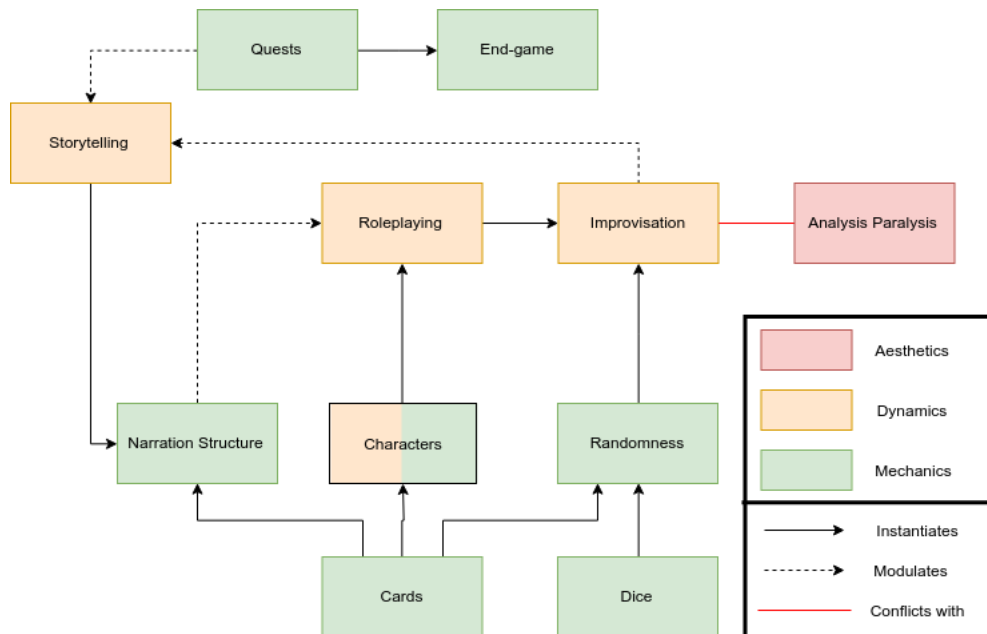 Quests
End-game
Storytelling
Roleplaying
Improvisation
Analysis Paralysis
Aesthetics
Dynamics
Narration Structure
Characters
Randomness
Mechanics
Instantiates
Modulates
Cards
Dice
Conflicts with